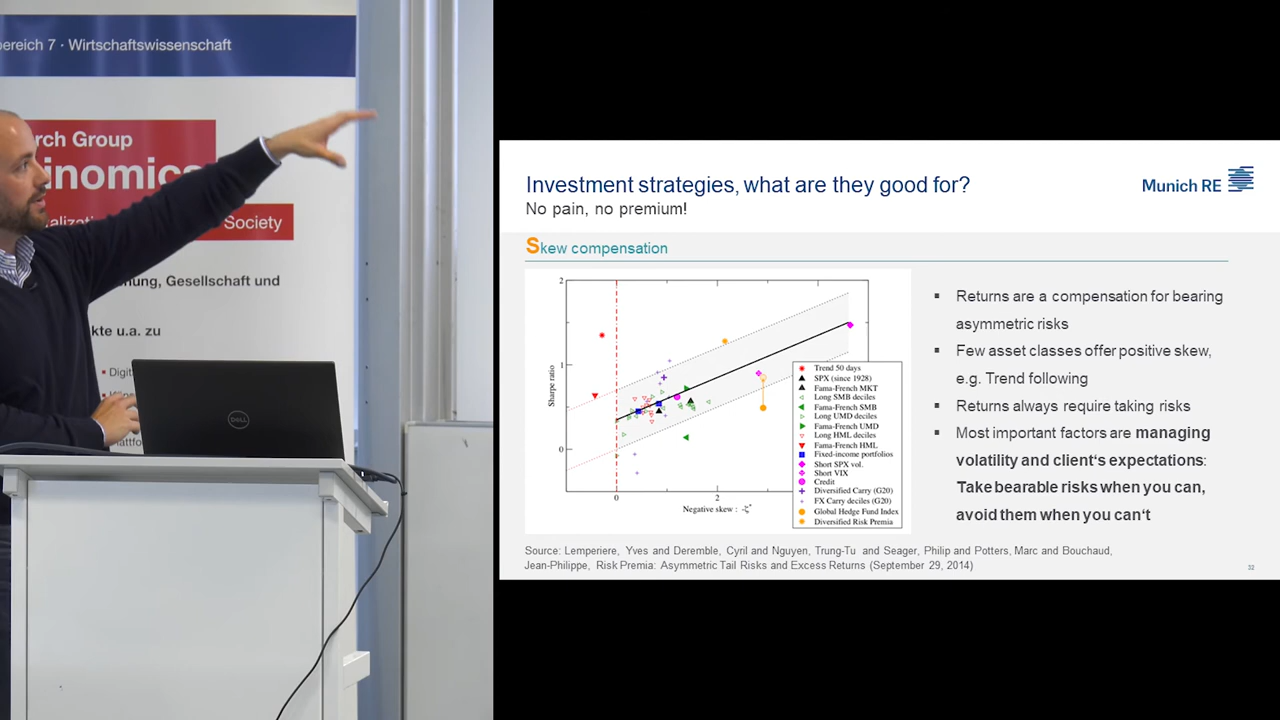 ereich 7 · Wirtschaftswissenschaft
rch Group
inomics
Society
ung, Gesellschaft und
kte u.a. zu
Digit
DELL
Investment strategies, what are they good for?
No pain, no premium!
Munich RE
Skew compensation
2
1
0
Sharpe ratio
0
2
Negative skew : -ζ*
Trend 50 days
SPX (since 1928)
Fama-French MKT
Long SMB deciles
Fama-French SMB
Long UMD deciles
Fama-French UMD
Long HML deciles
Fama-French HML
Fixed-income portfolios
Short SPX vol.
Short VIX
Credit
Diversified Carry (G20)
FX Carry deciles (G20)
Global Hedge Fund Index
Diversified Risk Premia
▪ Returns are a compensation for bearing
asymmetric risks
▪ Few asset classes offer positive skew,
e.g. Trend following
▪ Returns always require taking risks
▪ Most important factors are managing
volatility and client‘s expectations:
Take bearable risks when you can,
avoid them when you can‘t
Source: Lemperiere, Yves and Deremble, Cyril and Nguyen, Trung-Tu and Seager, Philip and Potters, Marc and Bouchaud,
Jean-Philippe, Risk Premia: Asymmetric Tail Risks and Excess Returns (September 29, 2014)
32